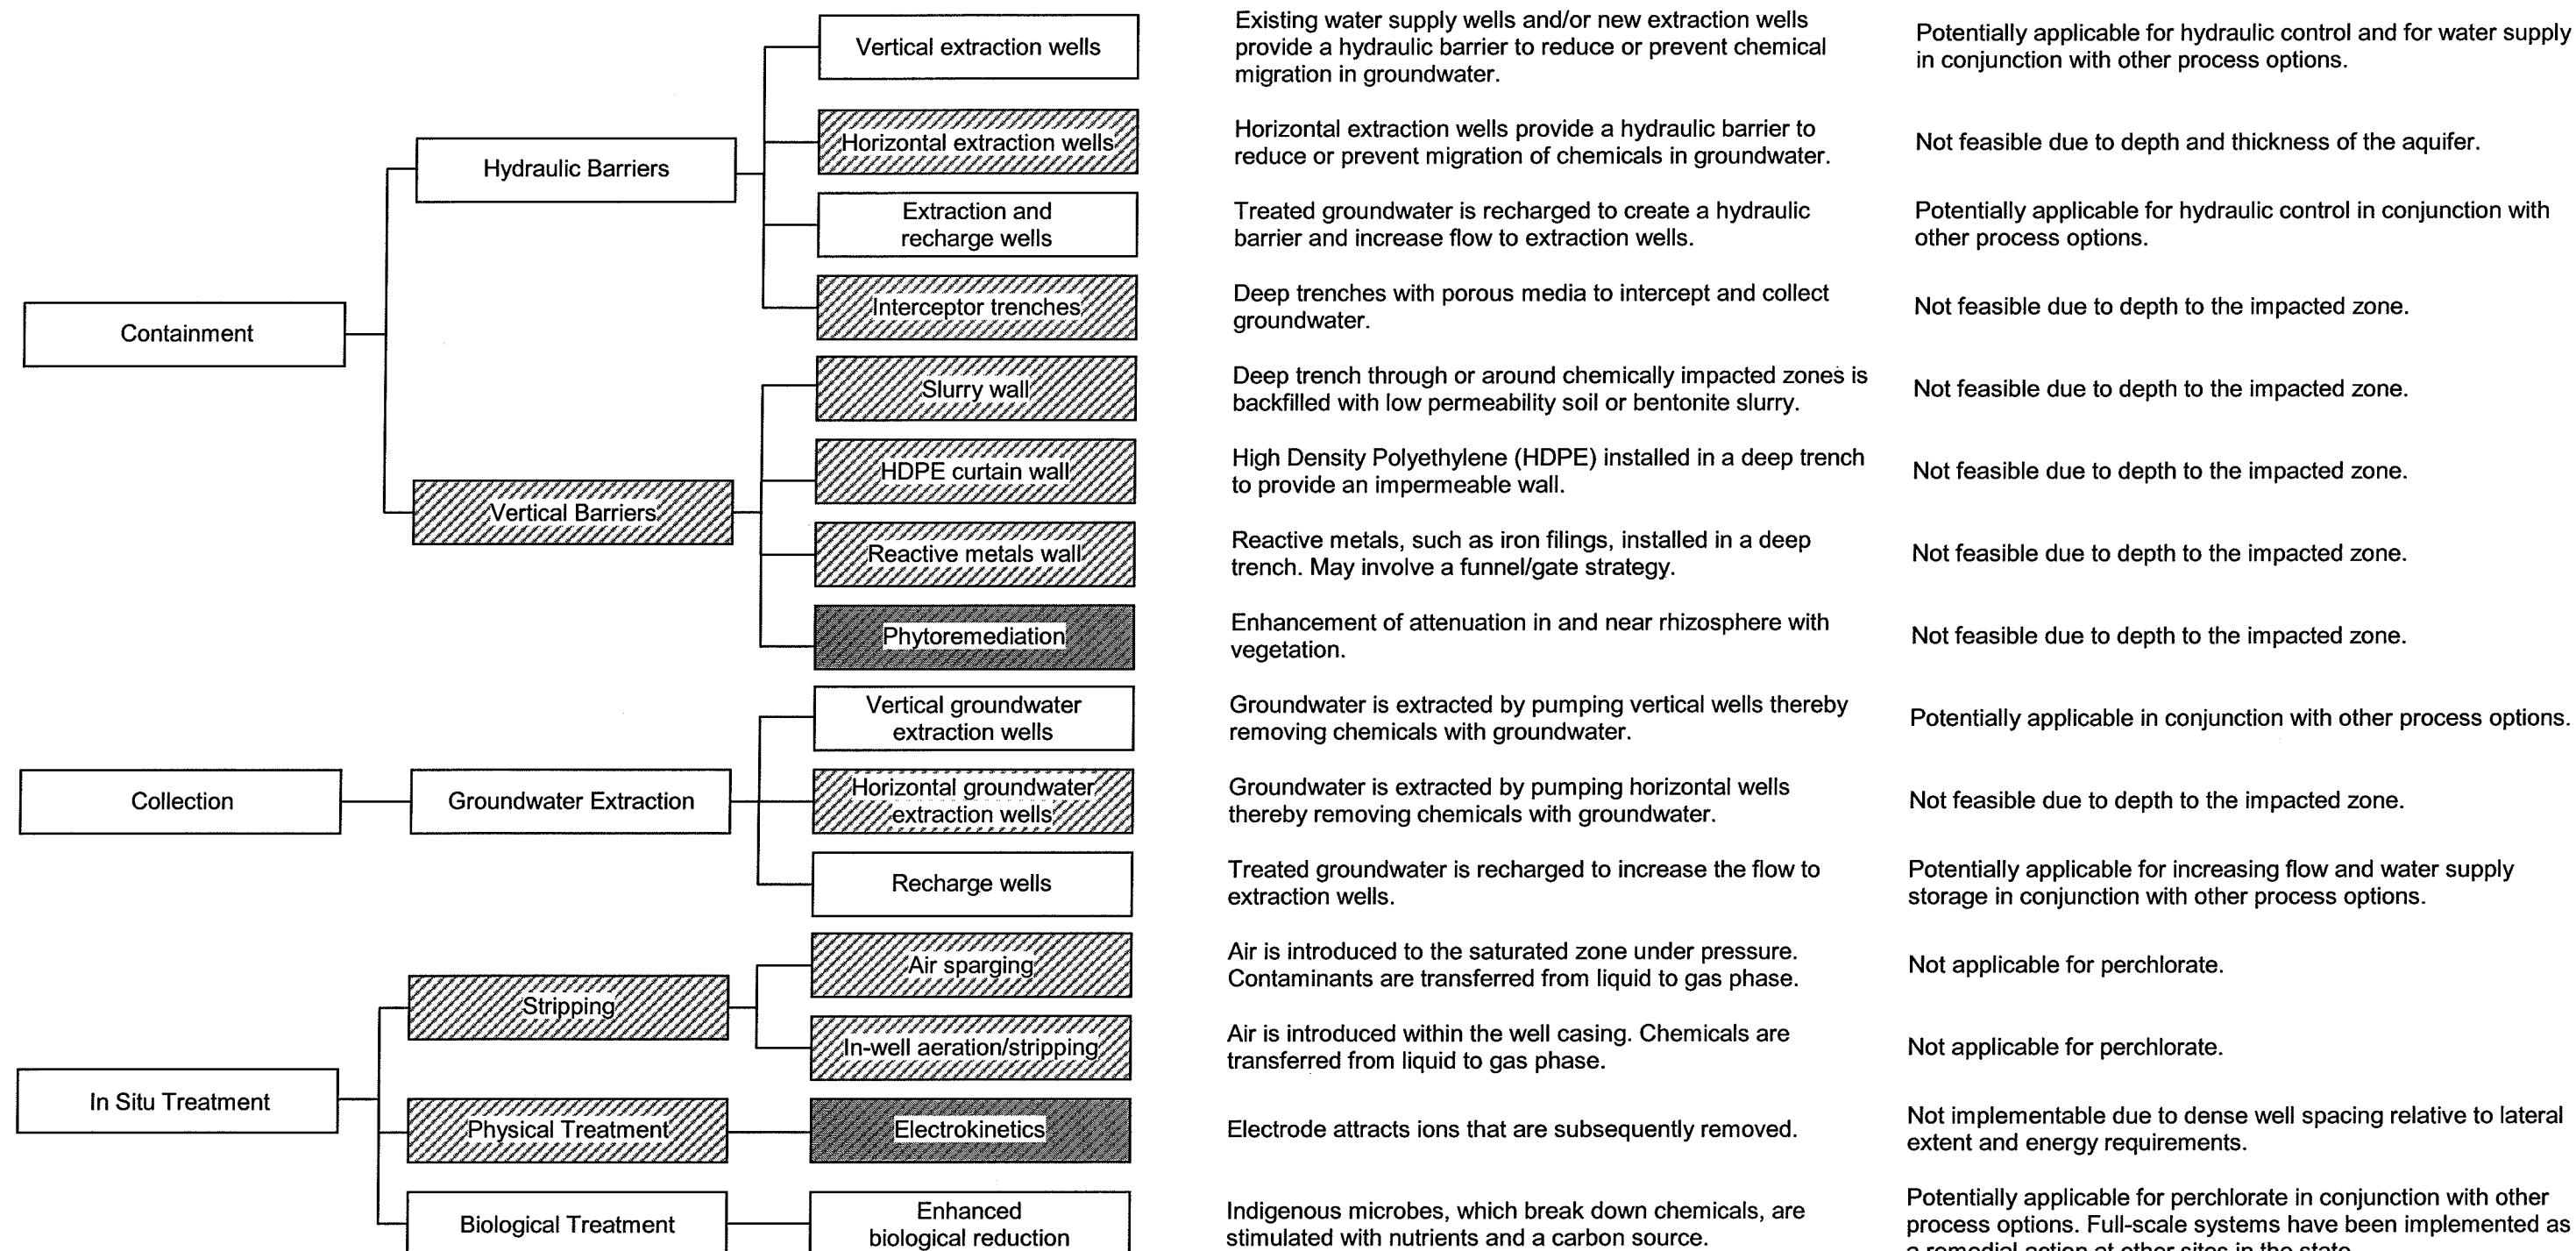 Vertical extraction wells
Existing water supply wells and/or new extraction wells
provide a hydraulic barrier to reduce or prevent chemical
migration in groundwater.
Potentially applicable for hydraulic control and for water supply
in conjunction with other process options.
Horizontal extraction wells
Horizontal extraction wells provide a hydraulic barrier to
reduce or prevent migration of chemicals in groundwater.
Not feasible due to depth and thickness of the aquifer.
Hydraulic Barriers
Extraction and
recharge wells
Treated groundwater is recharged to create a hydraulic
barrier and increase flow to extraction wells.
Potentially applicable for hydraulic control in conjunction with
other process options.
Interceptor trenches
Deep trenches with porous media to intercept and collect
groundwater.
Not feasible due to depth to the impacted zone.
Containment
Slurry wall
Deep trench through or around chemically impacted zones is
backfilled with low permeability soil or bentonite slurry.
Not feasible due to depth to the impacted zone.
HDPE curtain wall
High Density Polyethylene (HDPE) installed in a deep trench
to provide an impermeable wall.
Not feasible due to depth to the impacted zone.
Vertical Barriers
Reactive metals wall
Reactive metals, such as iron filings, installed in a deep
trench. May involve a funnel/gate strategy.
Not feasible due to depth to the impacted zone.
Phytoremediation
Enhancement of attenuation in and near rhizosphere with
vegetation.
Not feasible due to depth to the impacted zone.
Vertical groundwater
extraction wells
Groundwater is extracted by pumping vertical wells thereby
removing chemicals with groundwater.
Potentially applicable in conjunction with other process options.
Collection
Groundwater Extraction
Horizontal groundwater
extraction wells
Groundwater is extracted by pumping horizontal wells
thereby removing chemicals with groundwater.
Not feasible due to depth to the impacted zone.
Recharge wells
Treated groundwater is recharged to increase the flow to
extraction wells.
Potentially applicable for increasing flow and water supply
storage in conjunction with other process options.
Air sparging
Air is introduced to the saturated zone under pressure.
Contaminants are transferred from liquid to gas phase.
Not applicable for perchlorate.
Stripping
In-well aeration/stripping
Air is introduced within the well casing. Chemicals are
transferred from liquid to gas phase.
Not applicable for perchlorate.
In Situ Treatment
Physical Treatment
Electrokinetics
Electrode attracts ions that are subsequently removed.
Not implementable due to dense well spacing relative to lateral
extent and energy requirements.
Biological Treatment
Enhanced
biological reduction
Indigenous microbes, which break down chemicals, are
stimulated with nutrients and a carbon source.
Potentially applicable for perchlorate in conjunction with other
process options. Full-scale systems have been implemented as
a remedial action at other sites in the state.